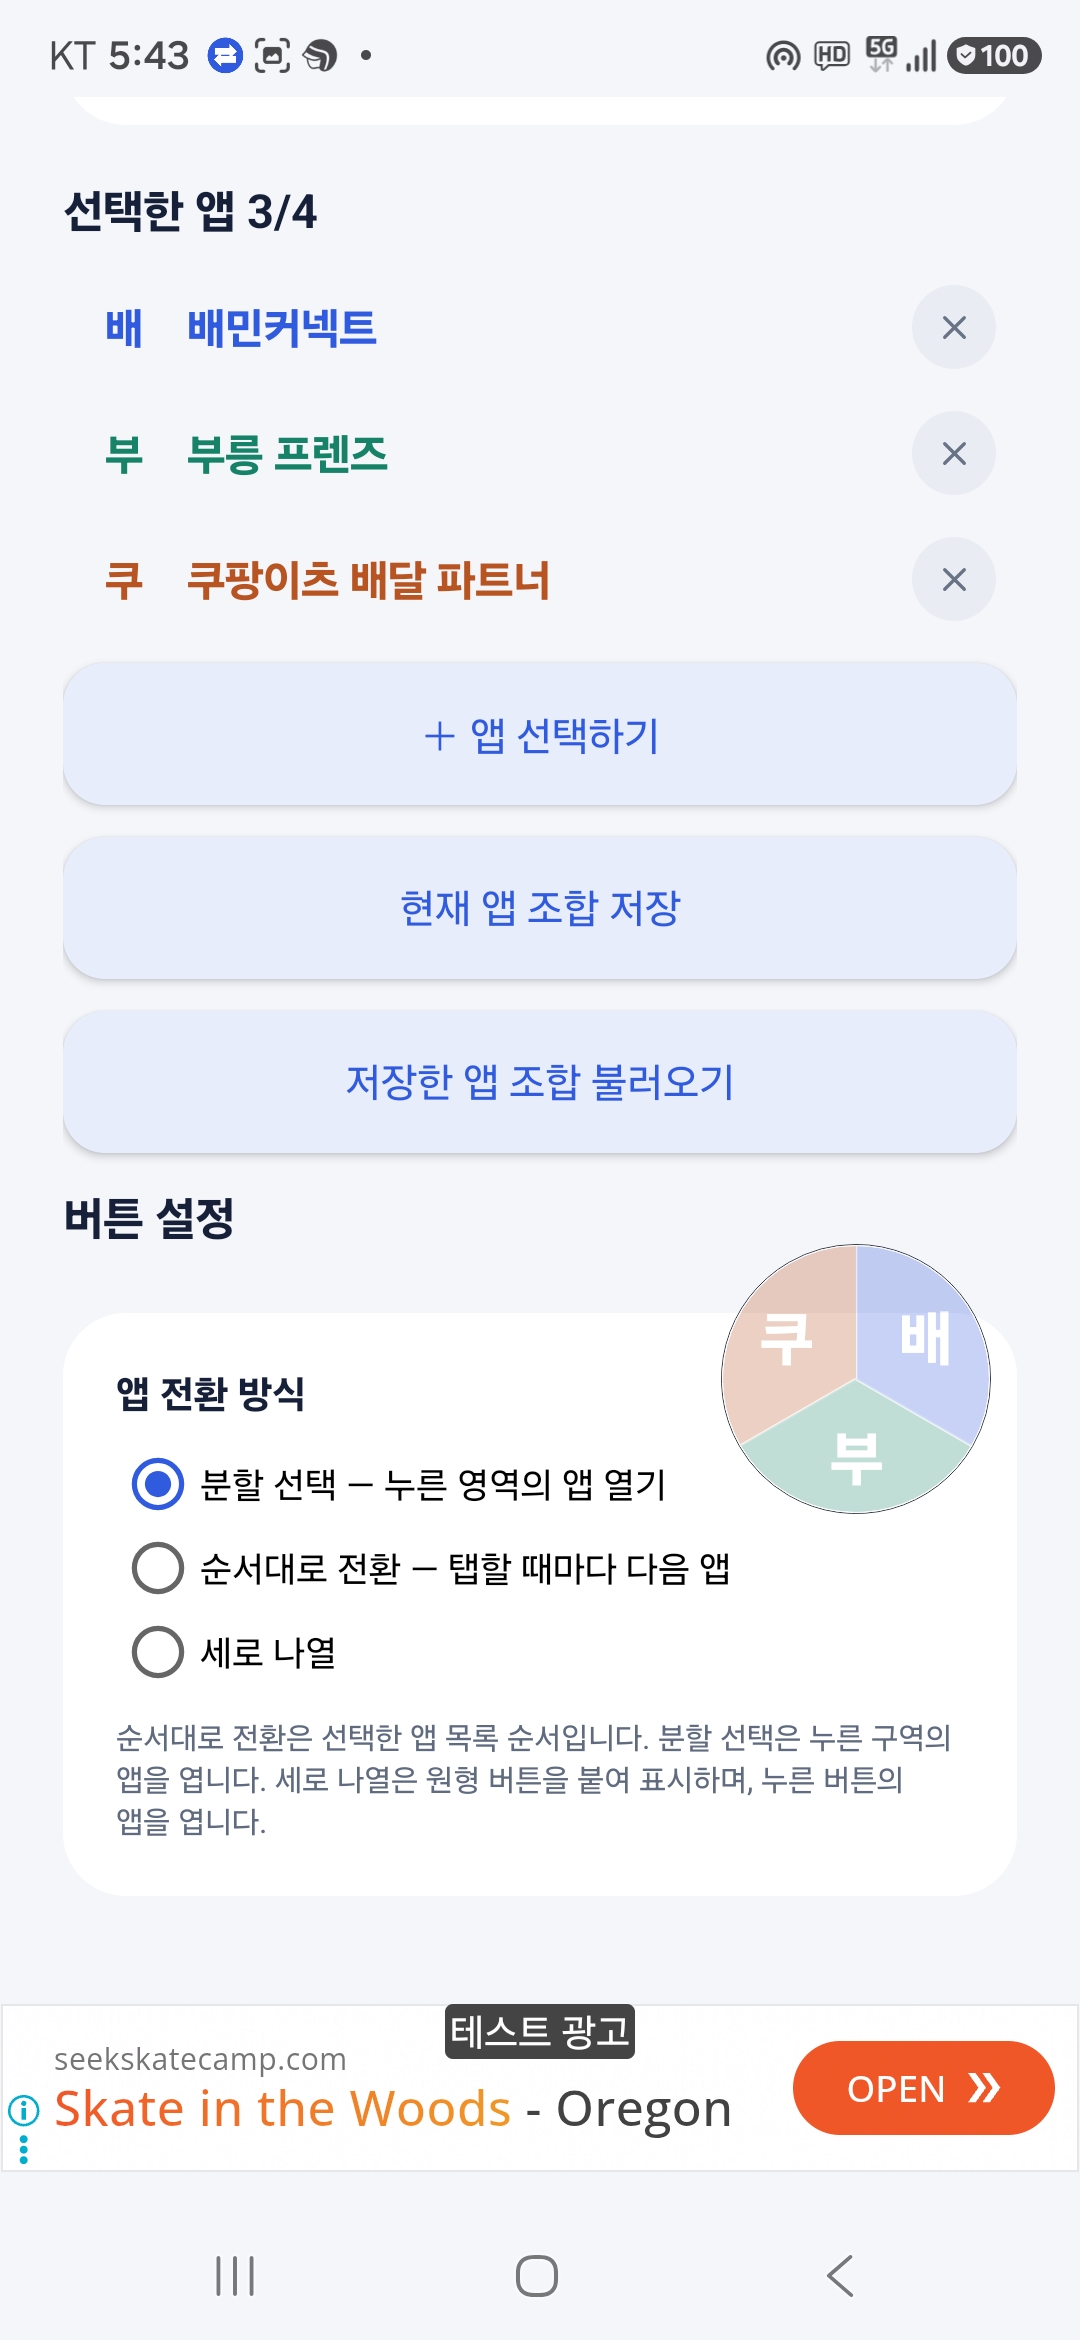 KT 5:43
HD 5G 100
선택한 앱 3/4
배 배민커넥트
부 부릉 프렌즈
쿠 쿠팡이츠 배달 파트너
+ 앱 선택하기
현재 앱 조합 저장
저장한 앱 조합 불러오기
버튼 설정
쿠 배
부
앱 전환 방식
분할 선택 – 누른 영역의 앱 열기
순서대로 전환 – 탭할 때마다 다음 앱
세로 나열
순서대로 전환은 선택한 앱 목록 순서입니다. 분할 선택은 누른 구역의
앱을 엽니다. 세로 나열은 원형 버튼을 붙여 표시하며, 누른 버튼의
앱을 엽니다.
테스트 광고
seekskatecamp.com
Skate in the Woods - Oregon
OPEN